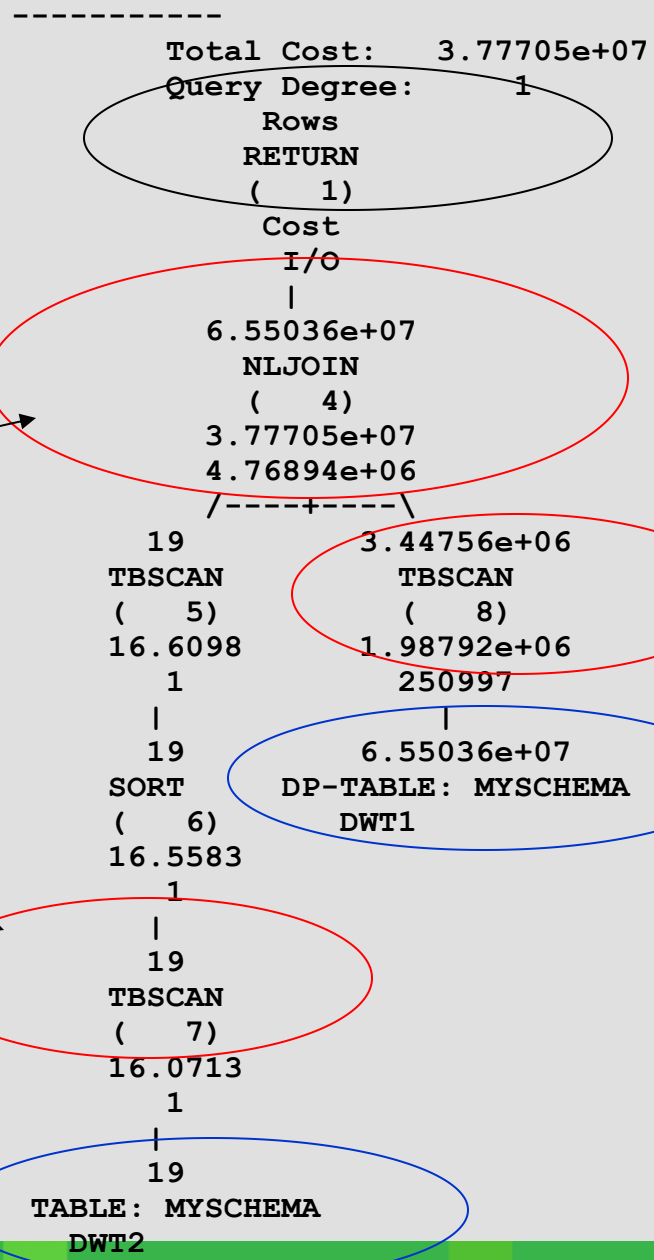 -----------
Total Cost:    3.77705e+07
Query Degree:      1
Rows
RETURN
(   1)
Cost
I/O
|
6.55036e+07
NLJOIN
(   4)
3.77705e+07
4.76894e+06
/----+----\
19          3.44756e+06
TBSCAN          TBSCAN
(   5)          (   8)
16.6098       1.98792e+06
1             250997
|                |
19          6.55036e+07
SORT    DP-TABLE: MYSCHEMA
(   6)         DWT1
16.5583
1
|
19
TBSCAN
(   7)
16.0713
1
|
19
TABLE: MYSCHEMA
DWT2